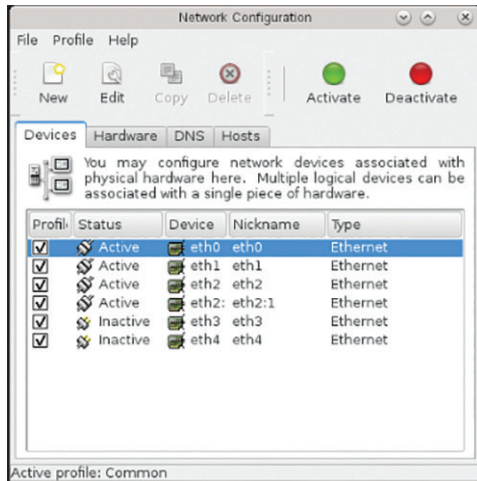 Network Configuration
File Profile Help
New Edit Copy Delete Activate Deactivate
Devices Hardware DNS Hosts
You may configure network devices associated with
physical hardware here. Multiple logical devices can be
associated with a single piece of hardware.
Profil Status Device Nickname Type
Active eth0 eth0 Ethernet
Active eth1 eth1 Ethernet
Active eth2 eth2 Ethernet
Active eth2: eth2:1 Ethernet
Inactive eth3 eth3 Ethernet
Inactive eth4 eth4 Ethernet
Active profile: Common